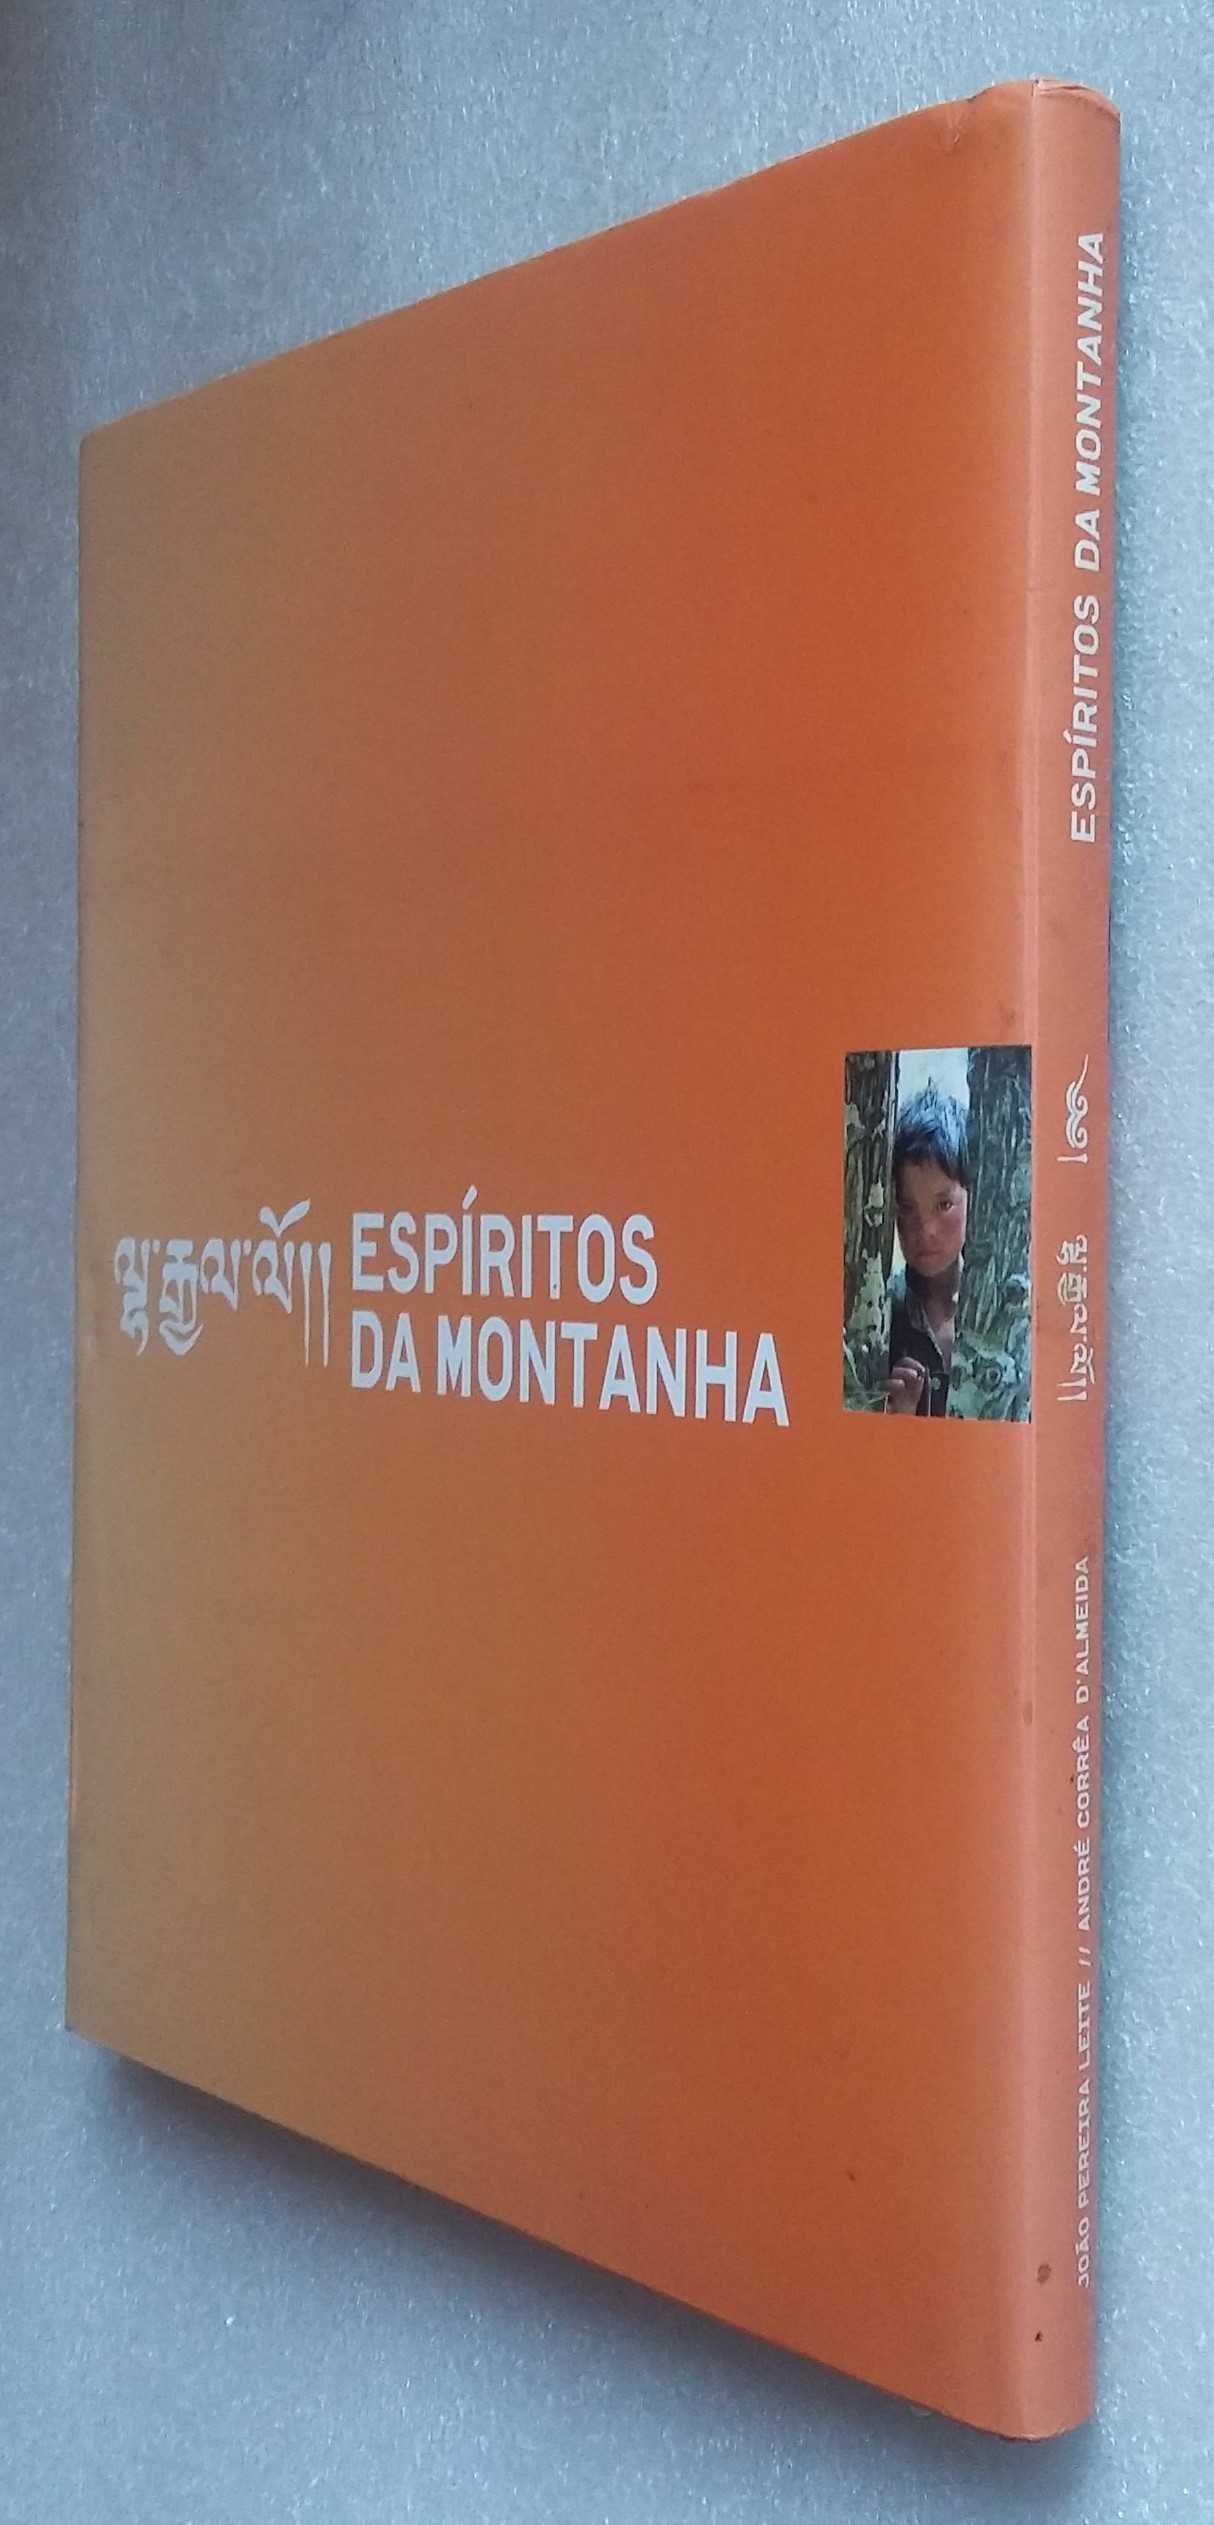 ལྷ་རྒྱལ་ལོ།།
ESPÍRITOS
DA MONTANHA
JOÃO PEREIRA LEITE // ANDRÉ CORRÊA D'ALMEIDA
༄༅། ལྷ་རྒྱལ་ལོ།།
ESPÍRITOS DA MONTANHA